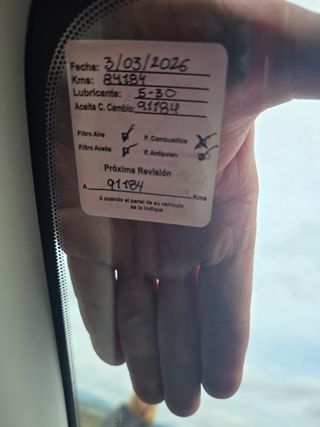 Fecha: 3/03/2026
Kms: 84184
Lubricante: 5-30
Aceite C. Cambio: 91184
Filtro Aire F. Combustible
Filtro Aceite F. Antipolen
Próxima Revisión
A 91184 Kms
ó cuando el panel de su vehículo
se lo indique